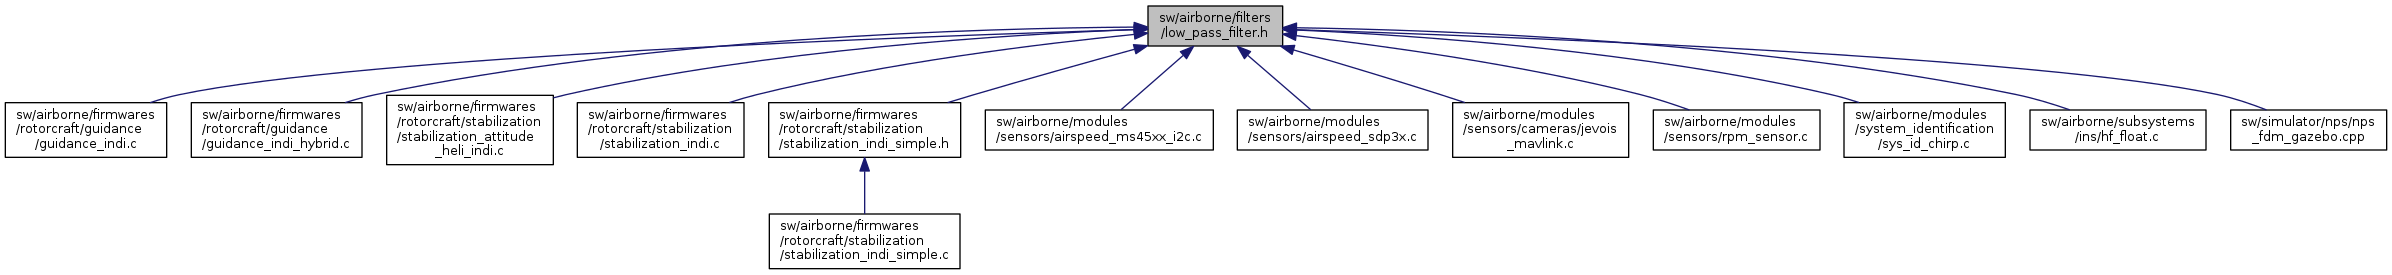 sw/airborne/filters
/low_pass_filter.h
sw/airborne/firmwares
/rotorcraft/guidance
/guidance_indi.c
sw/airborne/firmwares
/rotorcraft/guidance
/guidance_indi_hybrid.c
sw/airborne/firmwares
/rotorcraft/stabilization
/stabilization_attitude
_heli_indi.c
sw/airborne/firmwares
/rotorcraft/stabilization
/stabilization_indi.c
sw/airborne/firmwares
/rotorcraft/stabilization
/stabilization_indi_simple.h
sw/airborne/modules
/sensors/airspeed_ms45xx_i2c.c
sw/airborne/modules
/sensors/airspeed_sdp3x.c
sw/airborne/modules
/sensors/cameras/jevois
_mavlink.c
sw/airborne/modules
/sensors/rpm_sensor.c
sw/airborne/modules
/system_identification
/sys_id_chirp.c
sw/airborne/subsystems
/ins/hf_float.c
sw/simulator/nps/nps
_fdm_gazebo.cpp
sw/airborne/firmwares
/rotorcraft/stabilization
/stabilization_indi_simple.c